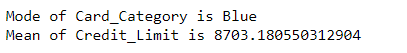 Mode of Card_Category is Blue
Mean of Credit_Limit is 8703.180550312904